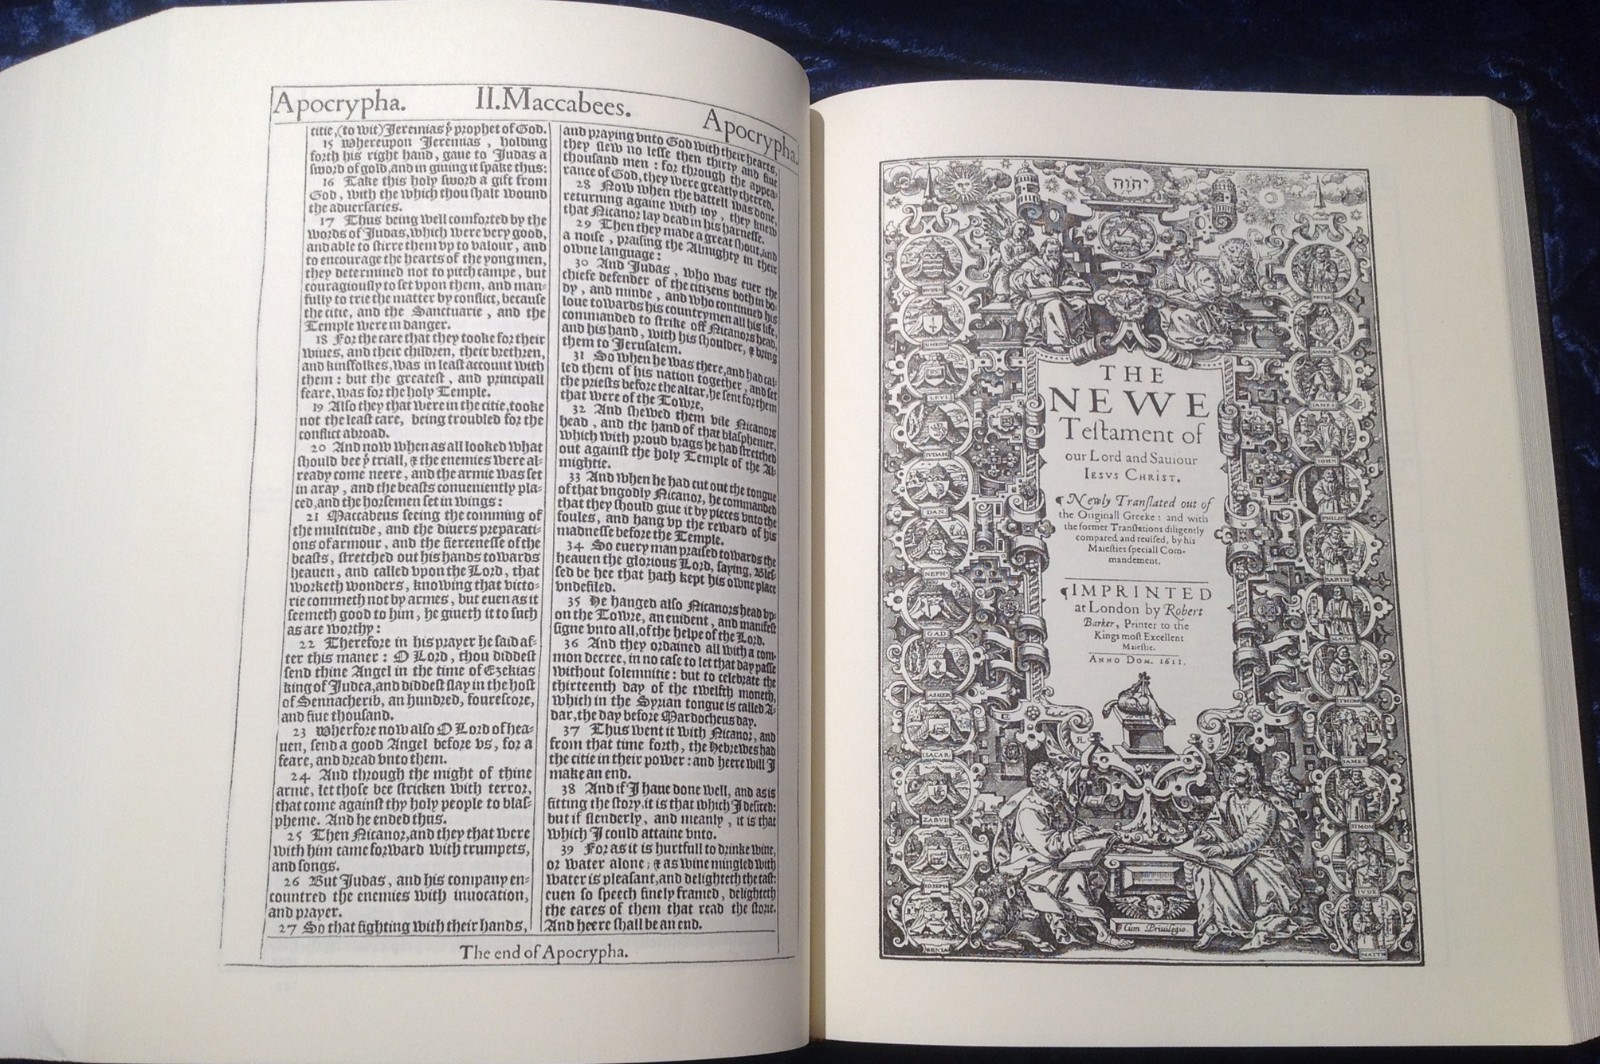 Apocrypha. II.Maccabees. Apocrypha.
citie, (to wit) Jeremias ẏ prophet of God.
15 Whereupon Jeremias, holding
forth his right hand, gaue to Judas a
sword of gold, and in giuing it spake thus:
16 Take this holy sword a gift from
God, with the which thou shalt wound
the aduersaries.
17 Thus being well comforted by the
words of Judas, which were very good,
and able to stirre them vp to valour, and
to encourage the hearts of the yong men,
they determined not to pitch campe, but
couragiously to set vpon them, and man-
fully to trie the matter by conflict, because
the citie, and the Sanctuarie, and the
Temple were in danger.
18 For the care that they tooke for their
wiues, and their children, their brethren,
and kinsfolkes, was in least account with
them: but the greatest, and principall
feare, was for the holy Temple.
19 Also they that were in the citie, tooke
not the least care, being troubled for the
conflict abroad.
20 And now when as all looked what
should bee ẏ triall, & the enemies were al-
ready come neere, and the armie was set
in aray, and the beasts conueniently pla-
ced, and the horsemen set in wings:
21 Maccabeus seeing the comming of
the multitude, and the diuers preparati-
ons of armour, and the fiercenesse of the
beasts, stretched out his hands towards
heauen, and called vpon the Lord, that
worketh wonders, knowing that victo-
rie commeth not by armes, but euen as it
seemeth good to him, he giueth it to such
as are worthy:
22 Therefore in his prayer he said af-
ter this maner: O Lord, thou diddest
send thine Angel in the time of Ezekias
king of Judea, and diddest slay in the host
of Sennacherib, an hundred, fourescore,
and fiue thousand.
23 Wherfore now also O Lord of hea-
uen, send a good Angel before vs, for a
feare, and dread vnto them.
24 And through the might of thine
arme, let those bee stricken with terror,
that come against thy holy people to blas-
pheme. And he ended thus.
25 Then Nicanor, and they that were
with him came forward with trumpets,
and songs.
26 But Judas, and his company en-
countred the enemies with inuocation,
and prayer.
27 So that fighting with their hands,
and praying vnto God with their hearts,
they slew no lesse then thirty and fiue
thousand men: for through the appea-
rance of God, they were greatly cheered.
28 Now when the battell was done,
returning againe with ioy, they knew
that Nicanor lay dead in his harnesse.
29 Then they made a great shout, and
a noise, praising the Almighty in their
owne language:
30 And Judas, who was euer the
chiefe defender of the citizens both in bo-
dy, and minde, and who continued his
loue towards his countrymen all his life,
commanded to strike off Nicanors head,
and his hand, with his shoulder, & bring
them to Jerusalem.
31 So when he was there, and had cal-
led them of his nation together, and set
the priests before the altar, he sent for them
that were of the Towre,
32 And shewed them vile Nicanors
head, and the hand of that blasphemer,
which with proud brags he had stretched
out against the holy Temple of the Al-
mightie.
33 And when he had cut out the tongue
of that vngodly Nicanor, he commanded
that they should giue it by pieces vnto the
foules, and hang vp the reward of his
madnesse before the Temple.
34 So euery man praised towards the
heauen the glorious Lord, saying, Bles-
sed be hee that hath kept his owne place
vndefiled.
35 He hanged also Nicanors head vp-
on the Towre, an euident, and manifest
signe vnto all, of the helpe of the Lord.
36 And they ordained all with a com-
mon decree, in no case to let that day passe
without solemnitie: but to celebrate the
thirteenth day of the twelfth moneth,
which in the Syrian tongue is called A-
dar, the day before Mardocheus day.
37 Thus went it with Nicanor, and
from that time forth, the Hebrewes had
the citie in their power: and heere will I
make an end.
38 And if I haue done well, and as is
fitting the story, it is that which I desired:
but if slenderly, and meanly, it is that
which I could attaine vnto.
39 For as it is hurtfull to drinke wine,
or water alone; & as wine mingled with
water is pleasant, and delighteth the tast:
euen so speech finely framed, delighteth
the eares of them that read the storie.
And heere shall be an end.
The end of Apocrypha.
יהוה
THE
NEWE
Testament of
our Lord and Sauiour
IESVS CHRIST.
¶ Newly Translated out of
the Originall Greeke: and with
the former Translations diligently
compared and reuised, by his
Maiesties speciall Com-
mandement.
¶ IMPRINTED
at London by Robert
Barker, Printer to the
Kings most Excellent
Maiestie.
ANNO DOM. 1611.
LEVI
IVDAH
DAN
NEPH
GAD
ASHER
ISACAR
ZABVL
IOSEPH
BENIA
PETER
IAMES
IOHN
PHILIP
BARTH
MATH
THOM
IAMES
SIMON
IVDE
MATTH
Cum Priuilegio.